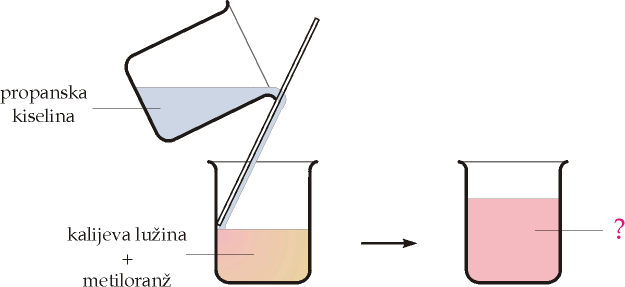 propanska
kiselina
kalijeva lužina
+
metiloranž
?